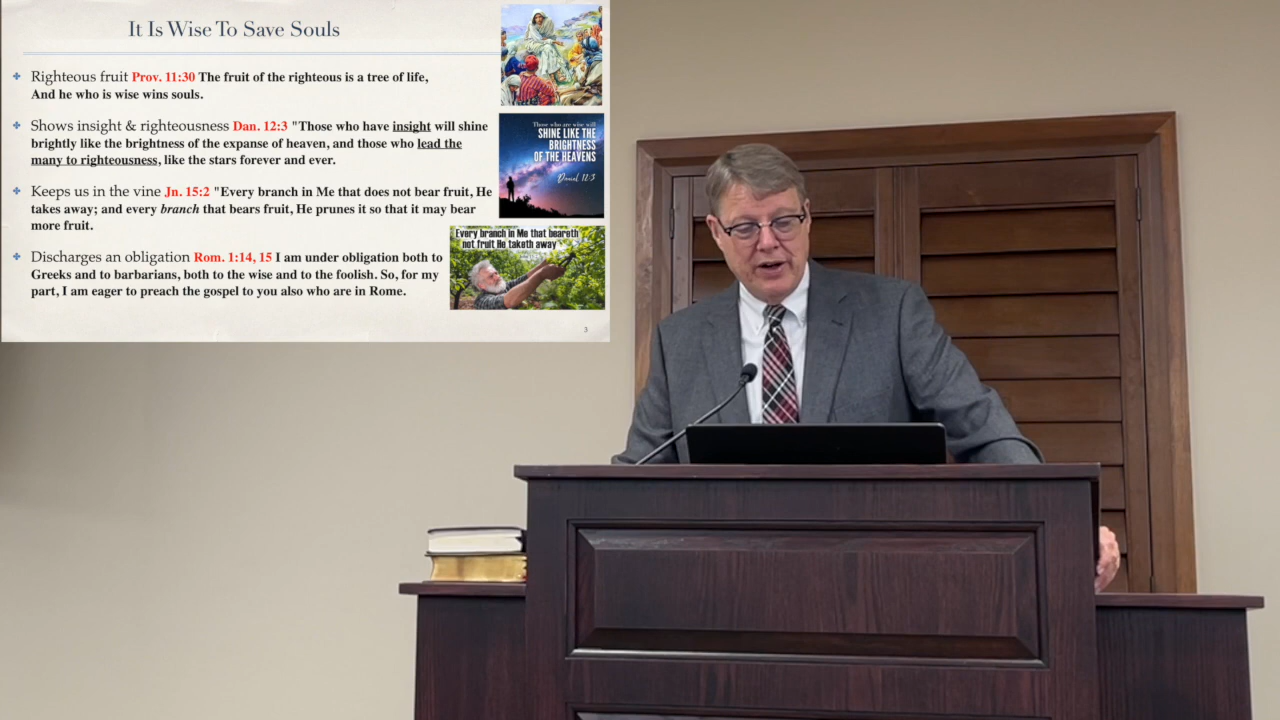 It Is Wise To Save Souls
Righteous fruit Prov. 11:30 The fruit of the righteous is a tree of life,
And he who is wise wins souls.
Shows insight & righteousness Dan. 12:3 "Those who have insight will shine
brightly like the brightness of the expanse of heaven, and those who lead the
many to righteousness, like the stars forever and ever.
Keeps us in the vine Jn. 15:2 "Every branch in Me that does not bear fruit, He
takes away; and every branch that bears fruit, He prunes it so that it may bear
more fruit.
Discharges an obligation Rom. 1:14, 15 I am under obligation both to
Greeks and to barbarians, both to the wise and to the foolish. So, for my
part, I am eager to preach the gospel to you also who are in Rome.
Those who are wise will
SHINE LIKE THE
BRIGHTNESS
OF THE HEAVENS
Daniel 12:3
Every branch in Me that beareth
not fruit He taketh away
3